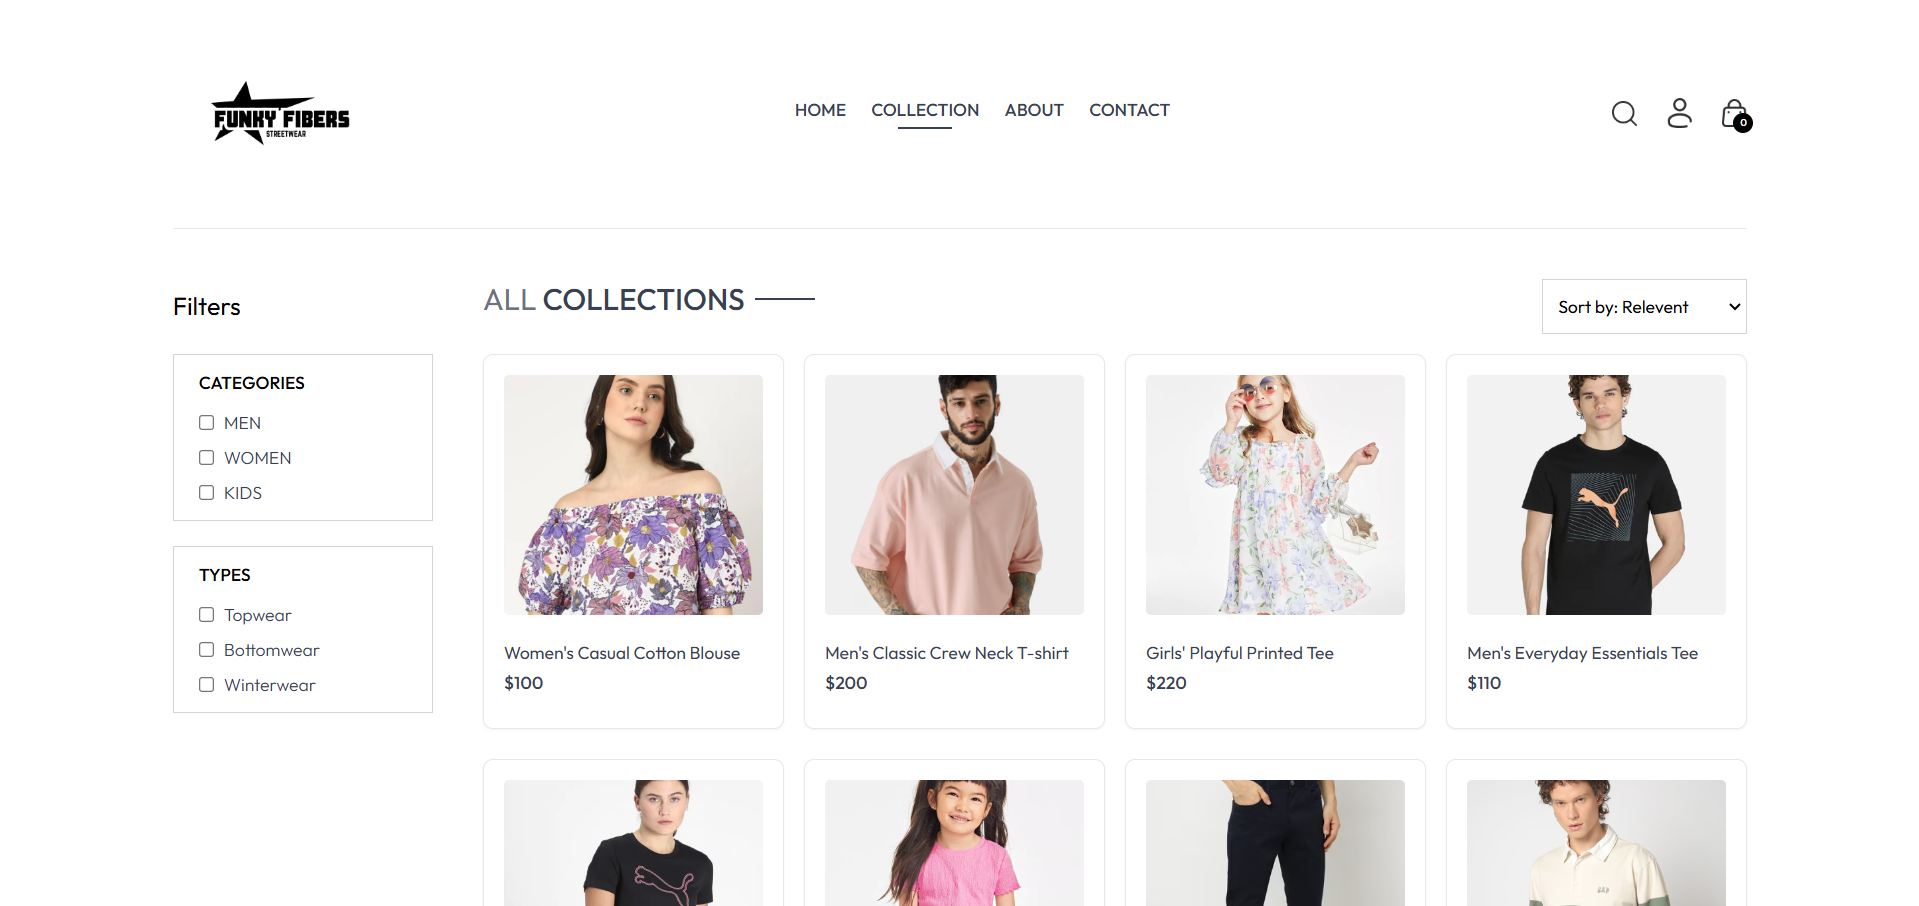 FUNKY FIBERS
STREETWEAR
HOME COLLECTION ABOUT CONTACT
0
Filters
ALL COLLECTIONS
Sort by: Relevent
CATEGORIES
MEN
WOMEN
KIDS
TYPES
Topwear
Bottomwear
Winterwear
Women's Casual Cotton Blouse
$100
Men's Classic Crew Neck T-shirt
$200
Girls' Playful Printed Tee
$220
Men's Everyday Essentials Tee
$110
GAP